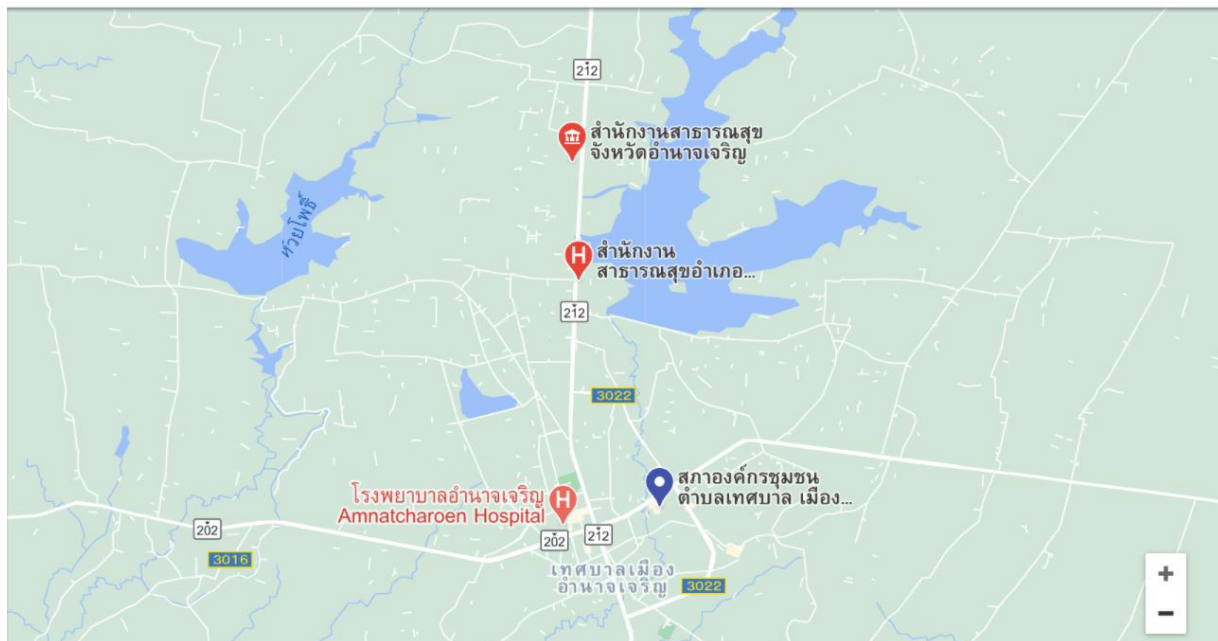 212
สำนักงานสาธารณสุข
จังหวัดอำนาจเจริญ
ห้วยโพธิ์
สำนักงาน
สาธารณสุขอำเภอ...
212
3022
สภาองค์กรชุมชน
ตำบลเทศบาล เมือง...
โรงพยาบาลอำนาจเจริญ
Amnatcharoen Hospital
H
H
202
202
212
3016
เทศบาลเมือง
อำนาจเจริญ
3022
+
−